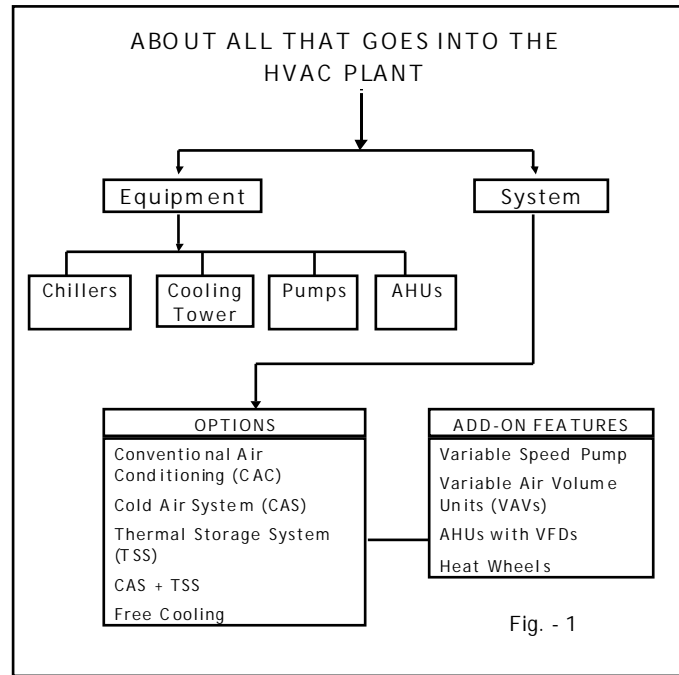 ABOUT ALL THAT GOES INTO THE
HVAC PLANT
Equipment
System
Chillers
Cooling
Tower
Pumps
AHUs
OPTIONS
Conventional Air
Conditioning (CAC)
Cold Air System (CAS)
Thermal Storage System
(TSS)
CAS + TSS
Free Cooling
ADD-ON FEATURES
Variable Speed Pump
Variable Air Volume
Units (VAVs)
AHUs with VFDs
Heat Wheels
Fig. - 1